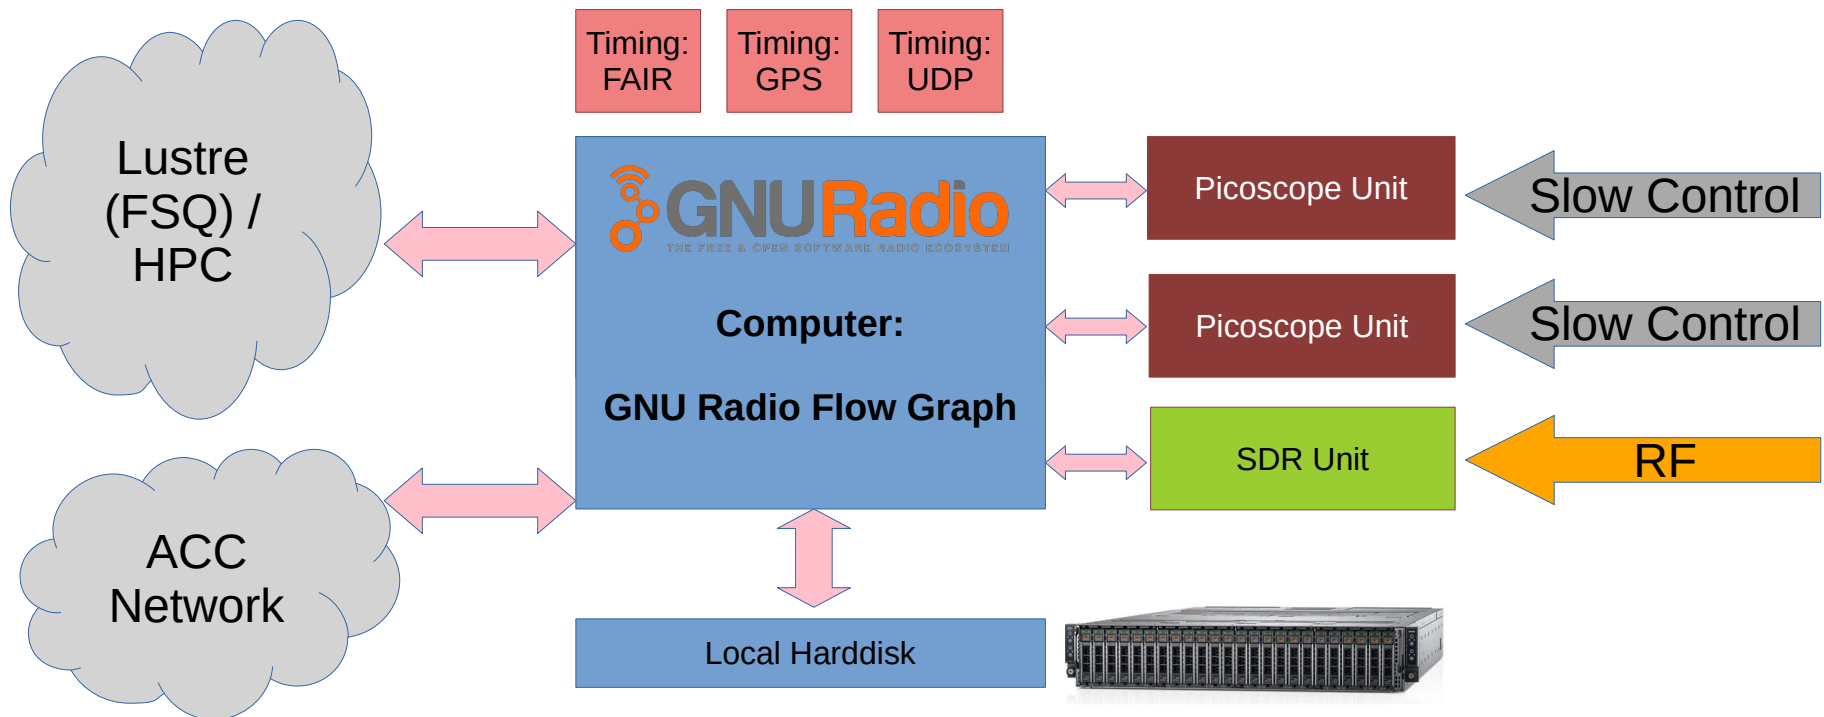 Timing:
FAIR
Timing:
GPS
Timing:
UDP
Lustre
(FSQ) /
HPC
GNURadio
THE FREE & OPEN SOFTWARE RADIO ECOSYSTEM
Computer:
GNU Radio Flow Graph
Picoscope Unit
Slow Control
Picoscope Unit
Slow Control
SDR Unit
RF
ACC
Network
Local Harddisk